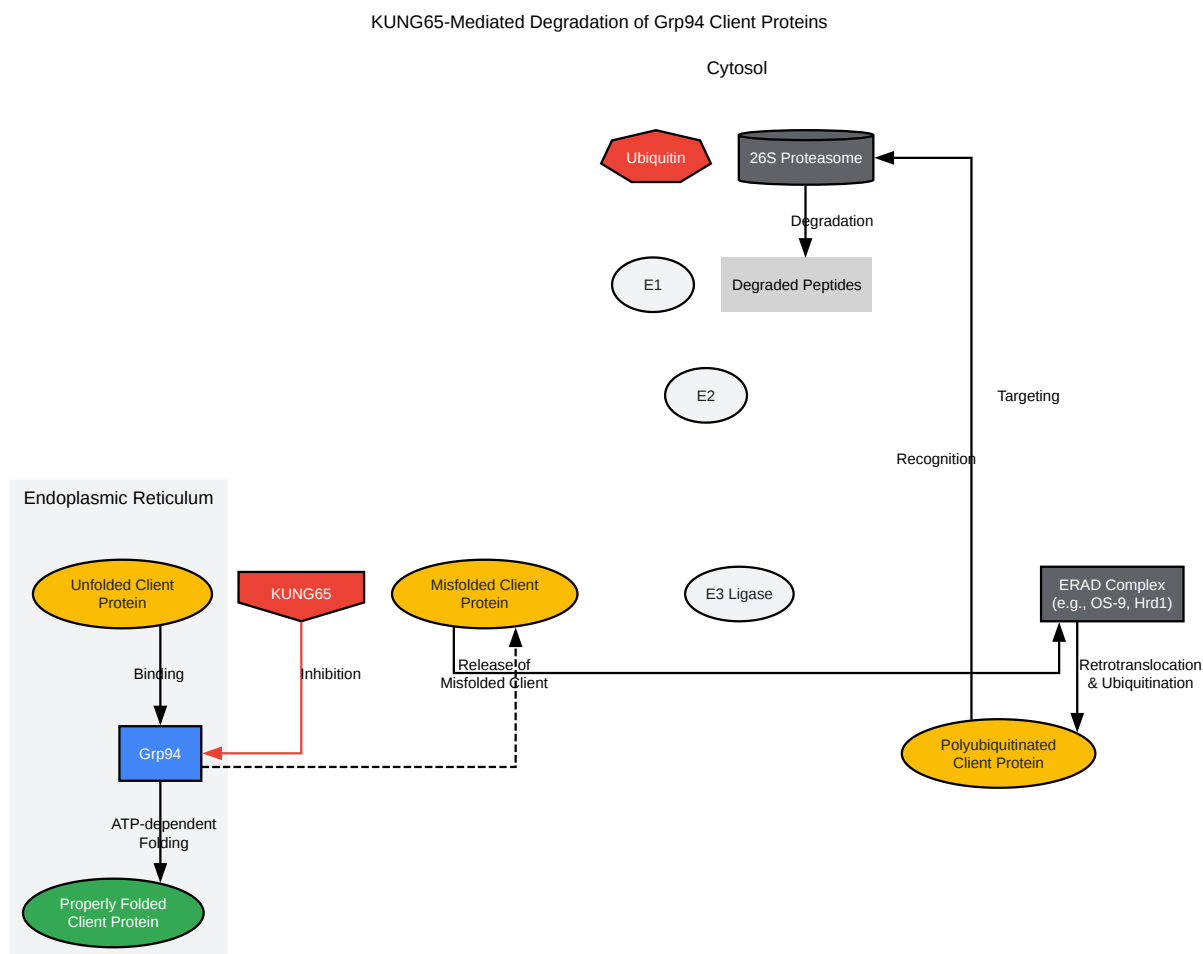 KUNG65-Mediated Degradation of Grp94 Client Proteins
Cytosol
Ubiquitin
26S Proteasome
Degradation
E1
Degraded Peptides
E2
Targeting
Recognition
Endoplasmic Reticulum
Unfolded Client
Protein
KUNG65
Misfolded Client
Protein
E3 Ligase
ERAD Complex
(e.g., OS-9, Hrd1)
Binding
Inhibition
Release of
Misfolded Client
Retrotranslocation
& Ubiquitination
Grp94
Polyubiquitinated
Client Protein
ATP-dependent
Folding
Properly Folded
Client Protein